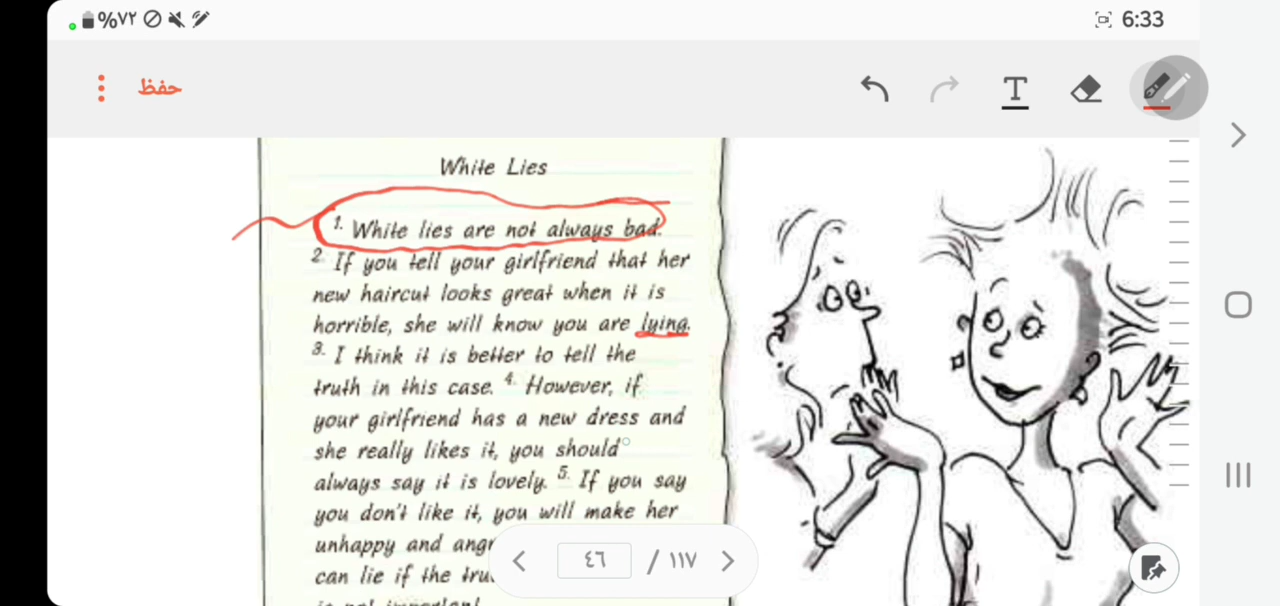 %٧٢ 6:33
حفظ T
White Lies
1. White lies are not always bad.
2. If you tell your girlfriend that her
new haircut looks great when it is
horrible, she will know you are lying.
3. I think it is better to tell the
truth in this case. 4. However, if
your girlfriend has a new dress and
she really likes it, you should
always say it is lovely. 5. If you say
you don't like it, you will make her
unhappy and
can lie if the
is not
٤٦ / ١١٧